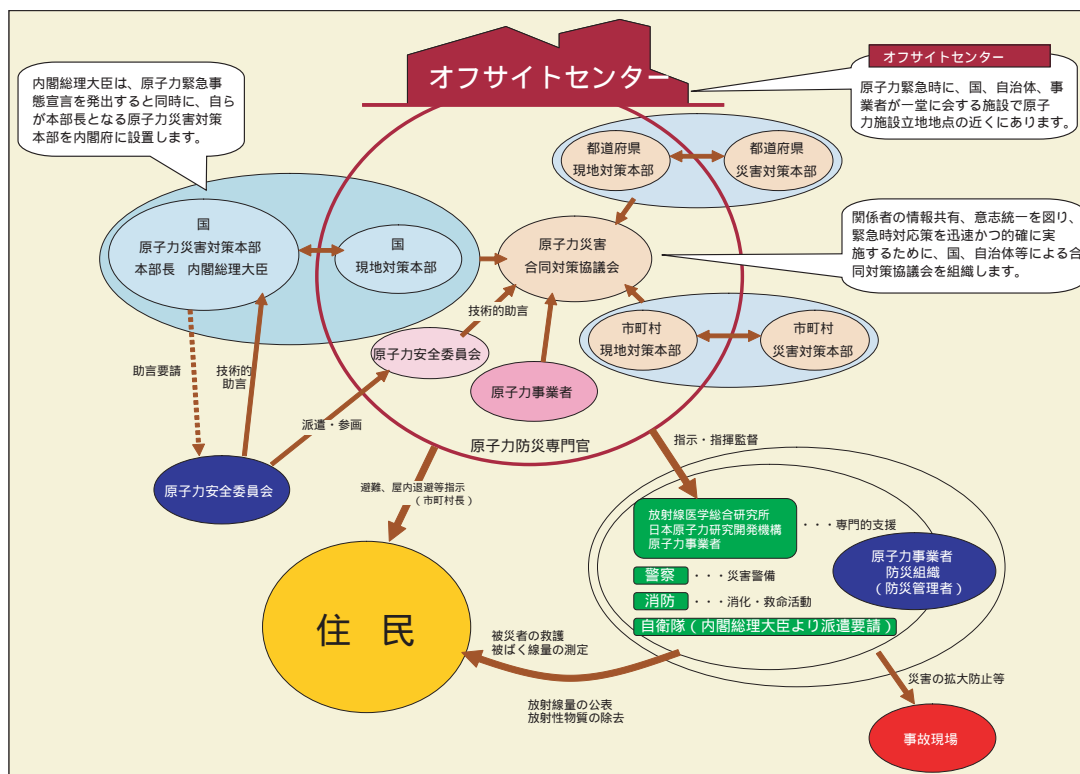 オフサイトセンター
内閣総理大臣は、原子力緊急事
態宣言を発出すると同時に、自ら
が本部長となる原子力災害対策
本部を内閣府に設置します。
オフサイトセンター
原子力緊急時に、国、自治体、事
業者が一堂に会する施設で原子
力施設立地地点の近くにあります。
都道府県
現地対策本部
都道府県
災害対策本部
関係者の情報共有、意志統一を図り、
緊急時対応策を迅速かつ的確に実
施するために、国、自治体等による合
同対策協議会を組織します。
国
原子力災害対策本部
本部長 内閣総理大臣
国
現地対策本部
原子力災害
合同対策協議会
技術的助言
市町村
現地対策本部
市町村
災害対策本部
原子力安全委員会
原子力事業者
助言要請
技術的
助言
派遣・参画
原子力防災専門官
指示・指揮監督
原子力安全委員会
避難、屋内退避等指示
(市町村長)
放射線医学総合研究所
日本原子力研究開発機構
原子力事業者
・・・専門的支援
原子力事業者
防災組織
(防災管理者)
警察 ・・・災害警備
消防 ・・・消化・救命活動
自衛隊(内閣総理大臣より派遣要請)
住 民
被災者の救護
被ばく線量の測定
放射線量の公表
放射性物質の除去
災害の拡大防止等
事故現場